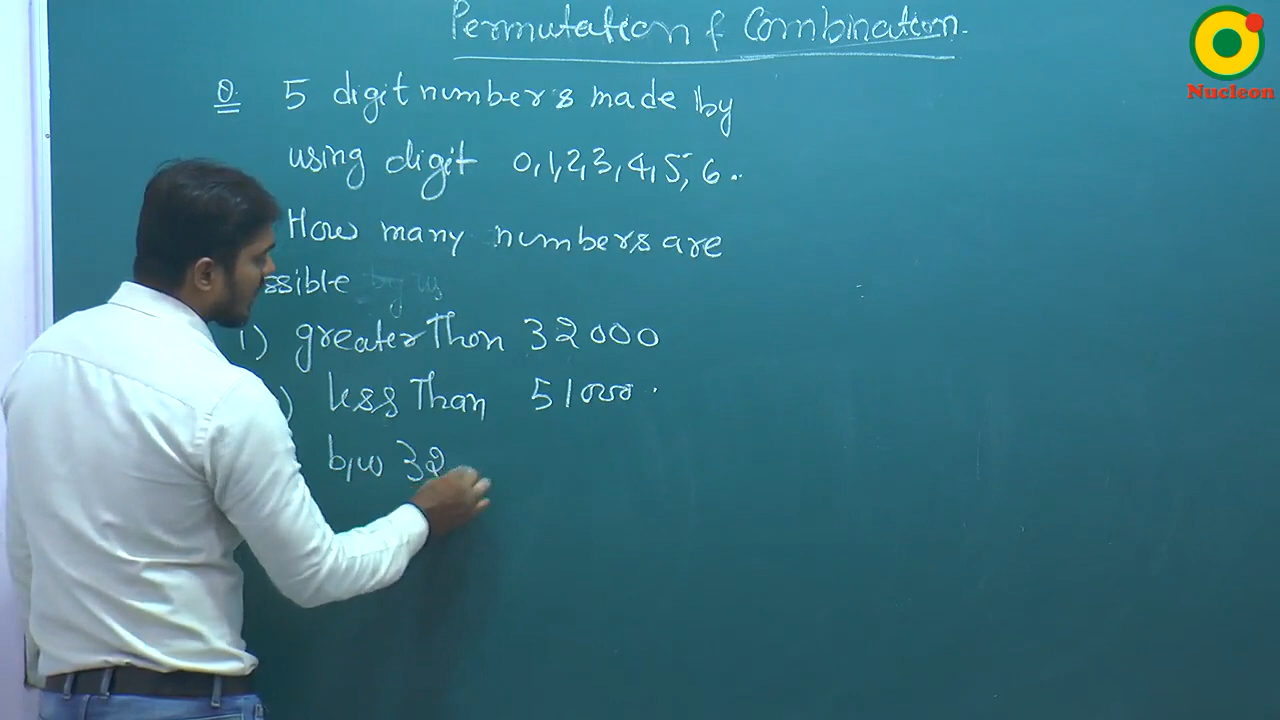 Permutation & Combination.
Q. 5 digit numbers made by
using digit 0,1,2,3,4,5,6..
How many numbers are
ssible
1) greater Than 32000
) less Than 51000.
b/w 32
Nucleon